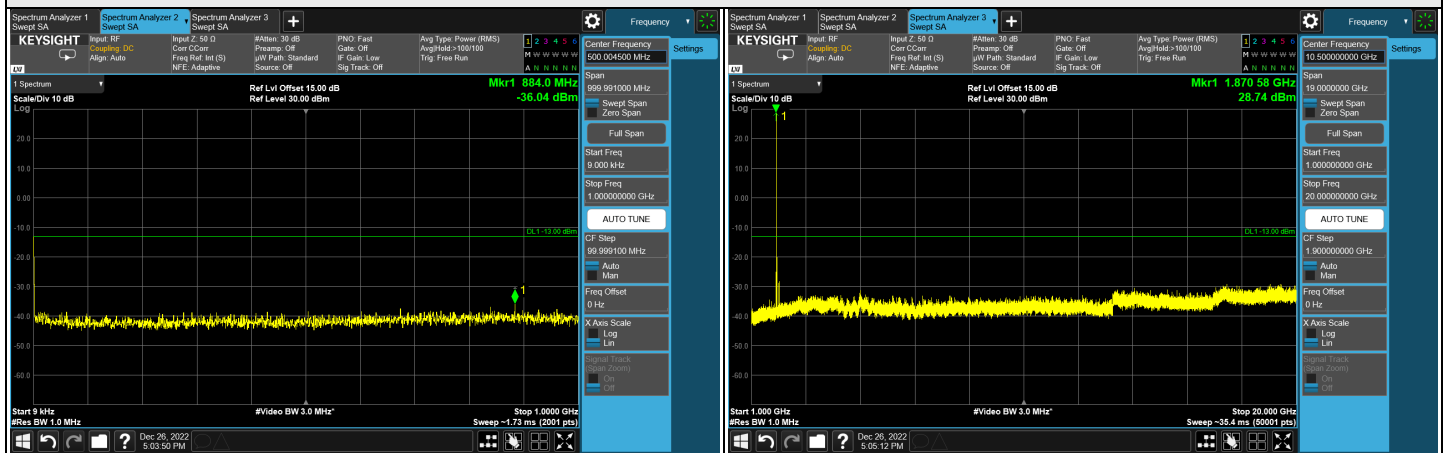 Spectrum Analyzer 1
Swept SA
Spectrum Analyzer 2
Swept SA
Spectrum Analyzer 3
Swept SA
Frequency
KEYSIGHT
LXI
Input: RF
Coupling: DC
Align: Auto
Input Z: 50 Ω
Corr CCorr
Freq Ref: Int (S)
NFE: Adaptive
#Atten: 30 dB
Preamp: Off
µW Path: Standard
Source: Off
PNO: Fast
Gate: Off
IF Gain: Low
Sig Track: Off
Avg Type: Power (RMS)
Avg|Hold:>100/100
Trig: Free Run
1 2 3 4 5 6
M W W W W W
A N N N N N
1 Spectrum
Scale/Div 10 dB
Log
Ref Lvl Offset 15.00 dB
Ref Level 30.00 dBm
Mkr1 884.0 MHz
-36.04 dBm
20.0
10.0
0.00
-10.0
-20.0
-30.0
-40.0
-50.0
-60.0
DL1 -13.00 dBm
1
Start 9 kHz
#Res BW 1.0 MHz
#Video BW 3.0 MHz*
Stop 1.0000 GHz
Sweep ~1.73 ms (2001 pts)
Dec 26, 2022
5:03:50 PM
Center Frequency
500.004500 MHz
Settings
Span
999.991000 MHz
Swept Span
Zero Span
Full Span
Start Freq
9.000 kHz
Stop Freq
1.000000000 GHz
AUTO TUNE
CF Step
99.999100 MHz
Auto
Man
Freq Offset
0 Hz
X Axis Scale
Log
Lin
Signal Track
(Span Zoom)
On
Off
Spectrum Analyzer 1
Swept SA
Spectrum Analyzer 2
Swept SA
Spectrum Analyzer 3
Swept SA
Frequency
KEYSIGHT
LXI
Input: RF
Coupling: DC
Align: Auto
Input Z: 50 Ω
Corr CCorr
Freq Ref: Int (S)
NFE: Adaptive
#Atten: 30 dB
Preamp: Off
µW Path: Standard
Source: Off
PNO: Fast
Gate: Off
IF Gain: Low
Sig Track: Off
Avg Type: Power (RMS)
Avg|Hold:>100/100
Trig: Free Run
1 2 3 4 5 6
M W W W W W
A N N N N N
1 Spectrum
Scale/Div 10 dB
Log
Ref Lvl Offset 15.00 dB
Ref Level 30.00 dBm
Mkr1 1.870 58 GHz
28.74 dBm
1
20.0
10.0
0.00
-10.0
-20.0
-30.0
-40.0
-50.0
-60.0
DL1 -13.00 dBm
Start 1.000 GHz
#Res BW 1.0 MHz
#Video BW 3.0 MHz*
Stop 20.000 GHz
Sweep ~35.4 ms (50001 pts)
Dec 26, 2022
5:05:12 PM
Center Frequency
10.500000000 GHz
Settings
Span
19.0000000 GHz
Swept Span
Zero Span
Full Span
Start Freq
1.000000000 GHz
Stop Freq
20.000000000 GHz
AUTO TUNE
CF Step
1.900000000 GHz
Auto
Man
Freq Offset
0 Hz
X Axis Scale
Log
Lin
Signal Track
(Span Zoom)
On
Off